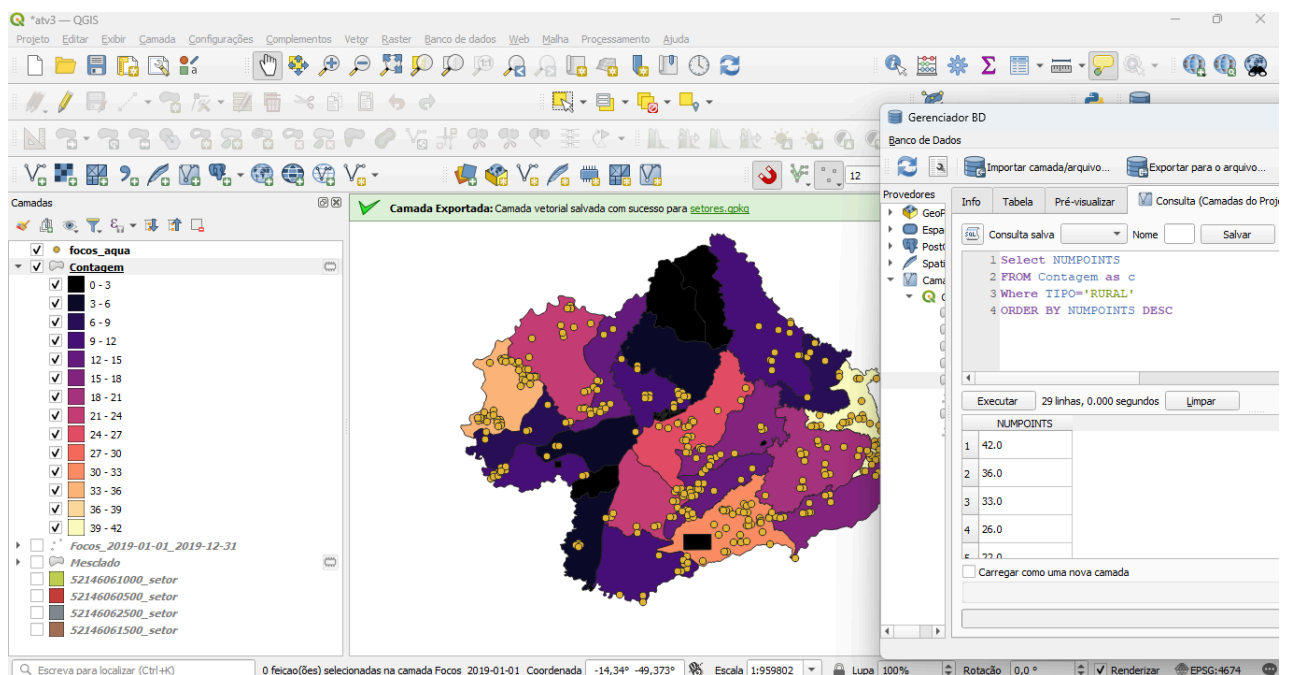 *atv3 — QGIS
Projeto Editar Exibir Camada Configurações Complementos Vetor Raster Banco de dados Web Malha Processamento Ajuda
12
Gerenciador BD
Banco de Dados
Importar camada/arquivo... Exportar para o arquivo...
Provedores
GeoP
Espa
Post
Spati
Cama
Info Tabela Pré-visualizar Consulta (Camadas do Proje
Consulta salva Nome Salvar
1 Select NUMPOINTS
2 FROM Contagem as c
3 Where TIPO='RURAL'
4 ORDER BY NUMPOINTS DESC
Executar 29 linhas, 0.000 segundos Limpar
NUMPOINTS
1 42.0
2 36.0
3 33.0
4 26.0
Carregar como uma nova camada
Camadas
Camada Exportada: Camada vetorial salvada com sucesso para setores.gpkg
focos_aqua
Contagem
0 - 3
3 - 6
6 - 9
9 - 12
12 - 15
15 - 18
18 - 21
21 - 24
24 - 27
27 - 30
30 - 33
33 - 36
36 - 39
39 - 42
Focos_2019-01-01_2019-12-31
Mesclado
52146061000_setor
52146060500_setor
52146062500_setor
52146061500_setor
Escreva para localizar (Ctrl+K) 0 feiçao(ões) selecionadas na camada Focos_2019-01-01 Coordenada -14,34° -49,373° Escala 1:959802 Lupa 100% Rotação 0,0 ° Renderizar EPSG:4674